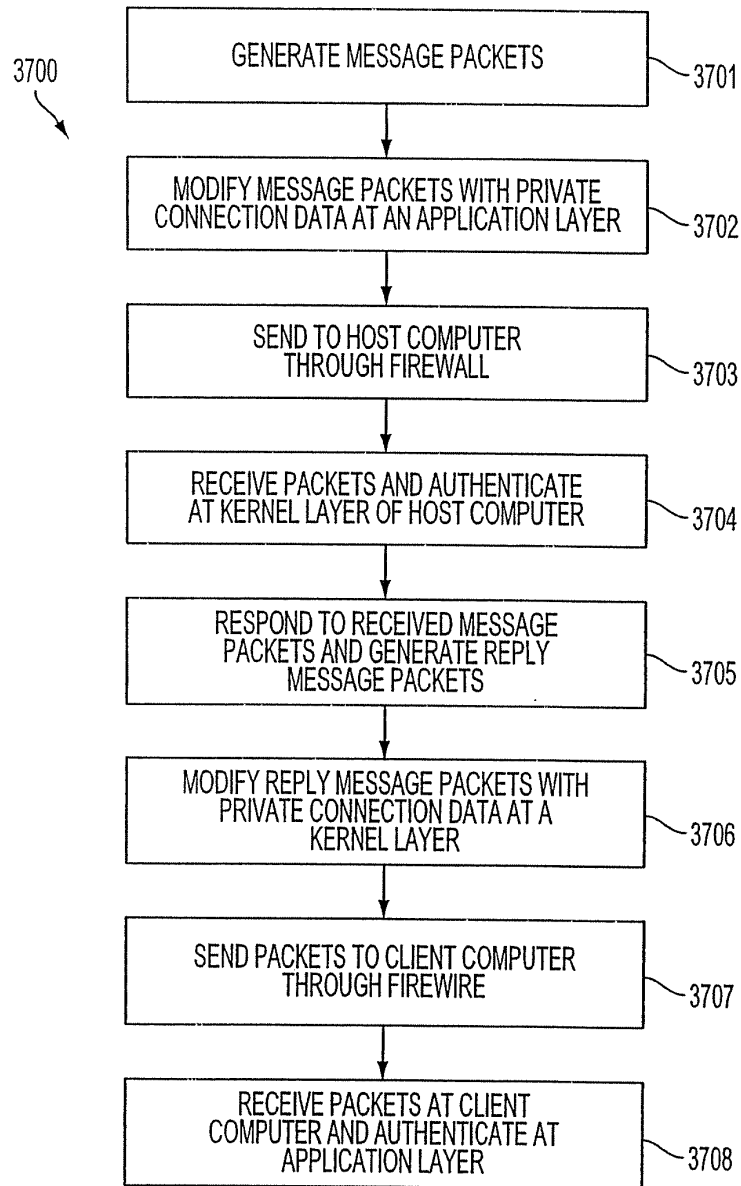 3700
GENERATE MESSAGE PACKETS
3701
MODIFY MESSAGE PACKETS WITH PRIVATE
CONNECTION DATA AT AN APPLICATION LAYER
3702
SEND TO HOST COMPUTER
THROUGH FIREWALL
3703
RECEIVE PACKETS AND AUTHENTICATE
AT KERNEL LAYER OF HOST COMPUTER
3704
RESPOND TO RECEIVED MESSAGE
PACKETS AND GENERATE REPLY
MESSAGE PACKETS
3705
MODIFY REPLY MESSAGE PACKETS WITH
PRIVATE CONNECTION DATA AT A
KERNEL LAYER
3706
SEND PACKETS TO CLIENT COMPUTER
THROUGH FIREWIRE
3707
RECEIVE PACKETS AT CLIENT
COMPUTER AND AUTHENTICATE AT
APPLICATION LAYER
3708